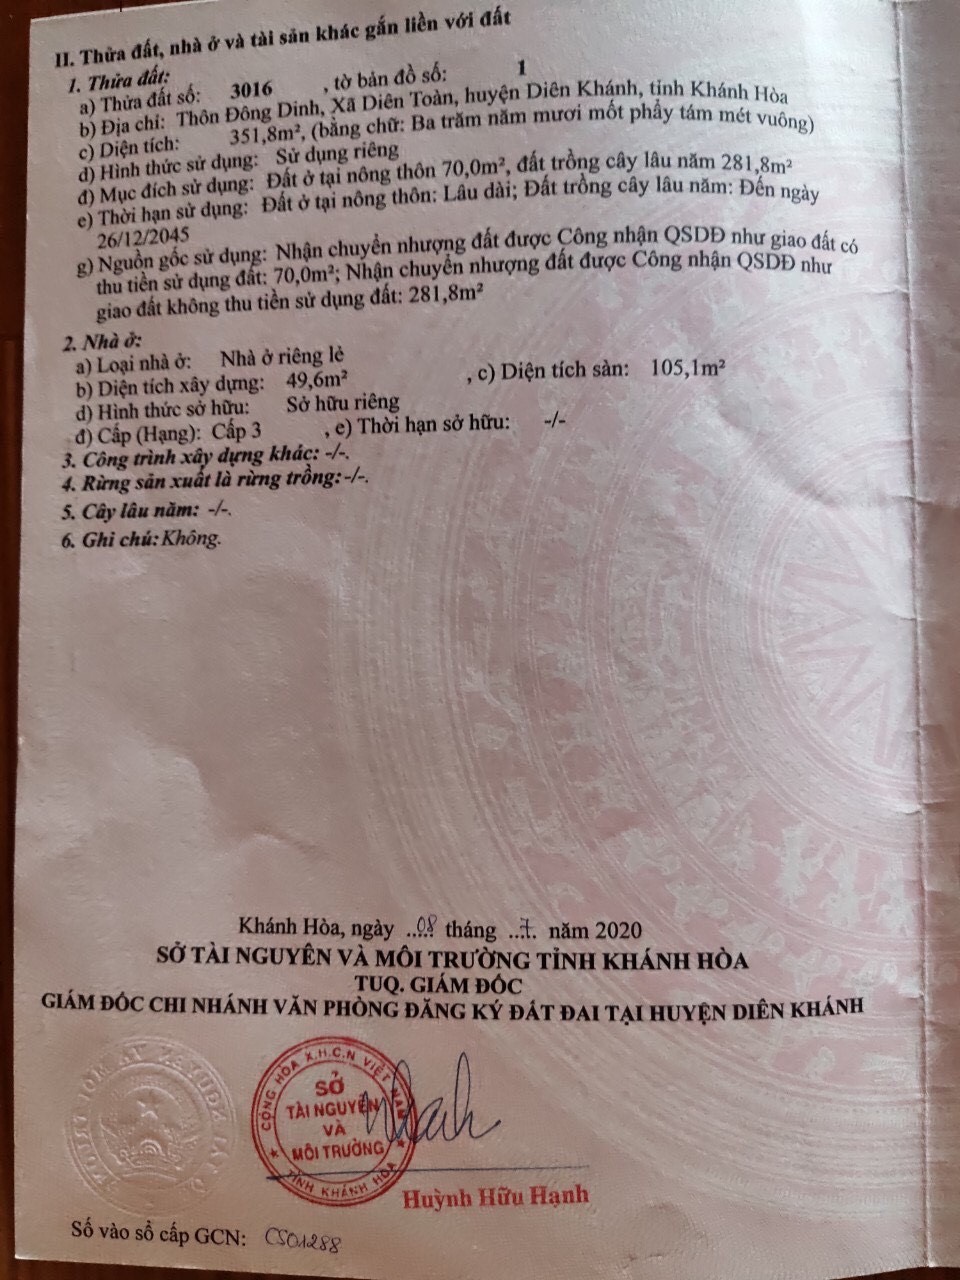 II. Thửa đất, nhà ở và tài sản khác gắn liền với đất
1. Thửa đất:
a) Thửa đất số: 3016 , tờ bản đồ số: 1
b) Địa chỉ: Thôn Đông Dinh, Xã Diên Toàn, huyện Diên Khánh, tỉnh Khánh Hòa
c) Diện tích: 351,8m², (bằng chữ: Ba trăm năm mươi mốt phẩy tám mét vuông)
d) Hình thức sử dụng: Sử dụng riêng
đ) Mục đích sử dụng: Đất ở tại nông thôn 70,0m², đất trồng cây lâu năm 281,8m²
e) Thời hạn sử dụng: Đất ở tại nông thôn: Lâu dài; Đất trồng cây lâu năm: Đến ngày
26/12/2045
g) Nguồn gốc sử dụng: Nhận chuyển nhượng đất được Công nhận QSDĐ như giao đất có
thu tiền sử dụng đất: 70,0m²; Nhận chuyển nhượng đất được Công nhận QSDĐ như
giao đất không thu tiền sử dụng đất: 281,8m²
2. Nhà ở:
a) Loại nhà ở: Nhà ở riêng lẻ
b) Diện tích xây dựng: 49,6m² , c) Diện tích sàn: 105,1m²
d) Hình thức sở hữu: Sở hữu riêng
đ) Cấp (Hạng): Cấp 3 , e) Thời hạn sở hữu: -/-
3. Công trình xây dựng khác: -/-.
4. Rừng sản xuất là rừng trồng: -/-.
5. Cây lâu năm: -/-.
6. Ghi chú: Không.
Khánh Hòa, ngày ..08 tháng ..7. năm 2020
SỞ TÀI NGUYÊN VÀ MÔI TRƯỜNG TỈNH KHÁNH HÒA
TUQ. GIÁM ĐỐC
GIÁM ĐỐC CHI NHÁNH VĂN PHÒNG ĐĂNG KÝ ĐẤT ĐAI TẠI HUYỆN DIÊN KHÁNH
CỘNG HÒA X.H.C.N VIỆT NAM
SỞ
TÀI NGUYÊN
VÀ
MÔI TRƯỜNG
TỈNH KHÁNH HÒA
Huỳnh Hữu Hạnh
Số vào sổ cấp GCN: CS01288